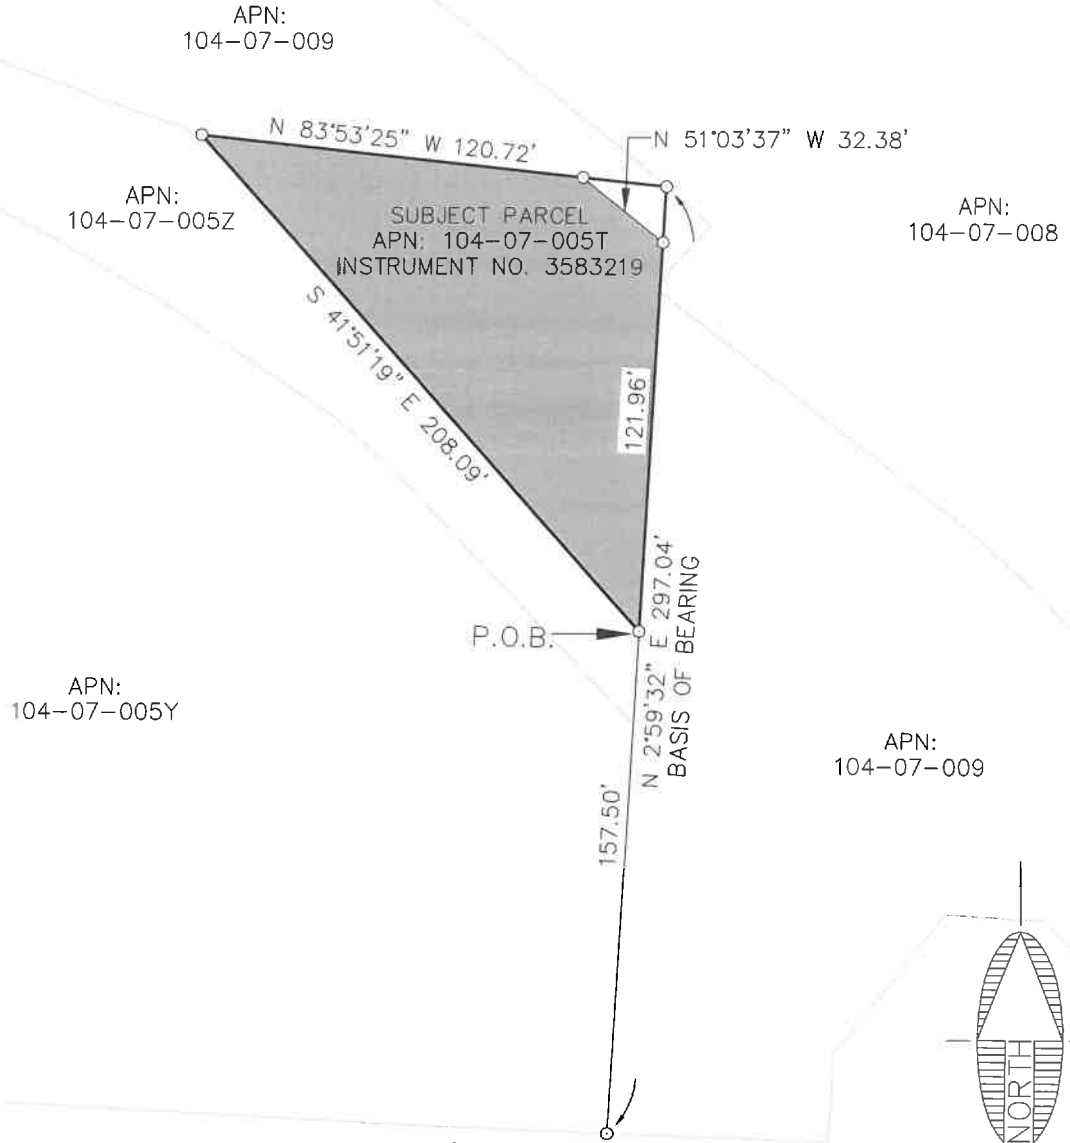 APN:
104-07-009
N 83°53'25" W 120.72'
N 51°03'37" W 32.38'
APN:
104-07-005Z
SUBJECT PARCEL
APN: 104-07-005T
INSTRUMENT NO. 3583219
APN:
104-07-008
S 41°51'19" E 208.09'
121.96'
N 2°59'32" E 297.04'
BASIS OF BEARING
P.O.B.
APN:
104-07-005Y
APN:
104-07-009
157.50'
NORTH